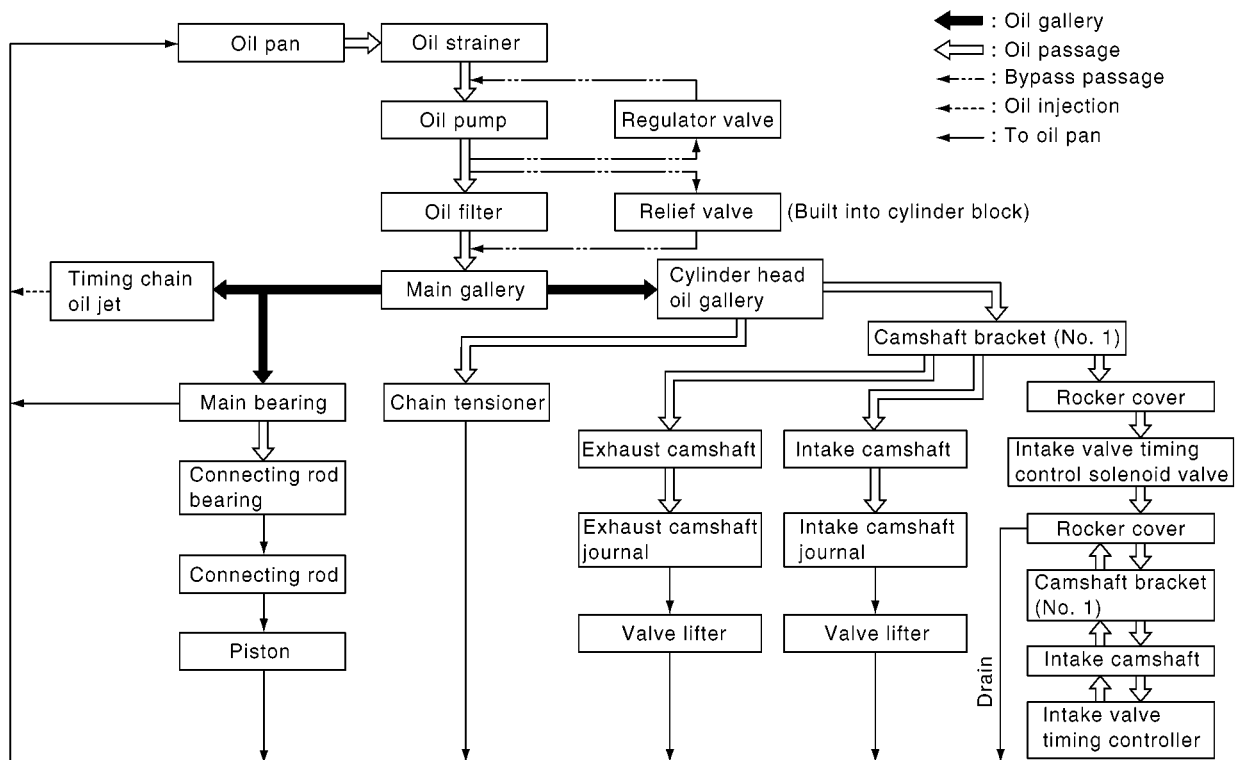 Oil pan
Oil strainer
: Oil gallery
: Oil passage
: Bypass passage
: Oil injection
: To oil pan
Oil pump
Regulator valve
Oil filter
Relief valve
(Built into cylinder block)
Timing chain
oil jet
Main gallery
Cylinder head
oil gallery
Camshaft bracket (No. 1)
Main bearing
Chain tensioner
Rocker cover
Exhaust camshaft
Intake camshaft
Intake valve timing
control solenoid valve
Connecting rod
bearing
Exhaust camshaft
journal
Intake camshaft
journal
Rocker cover
Connecting rod
Camshaft bracket
(No. 1)
Piston
Valve lifter
Valve lifter
Drain
Intake camshaft
Intake valve
timing controller